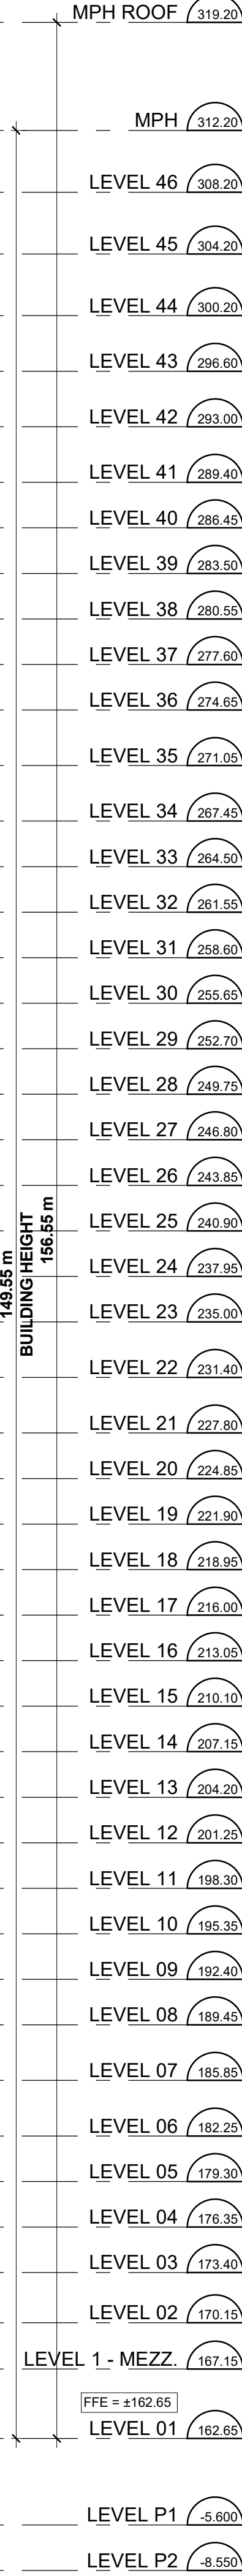 MPH ROOF 319.20
MPH 312.20
LEVEL 46 308.20
LEVEL 45 304.20
LEVEL 44 300.20
LEVEL 43 296.60
LEVEL 42 293.00
LEVEL 41 289.40
LEVEL 40 286.45
LEVEL 39 283.50
LEVEL 38 280.55
LEVEL 37 277.60
LEVEL 36 274.65
LEVEL 35 271.05
LEVEL 34 267.45
LEVEL 33 264.50
LEVEL 32 261.55
LEVEL 31 258.60
LEVEL 30 255.65
LEVEL 29 252.70
LEVEL 28 249.75
LEVEL 27 246.80
LEVEL 26 243.85
LEVEL 25 240.90
LEVEL 24 237.95
LEVEL 23 235.00
149.55 m
BUILDING HEIGHT
156.55 m
LEVEL 22 231.40
LEVEL 21 227.80
LEVEL 20 224.85
LEVEL 19 221.90
LEVEL 18 218.95
LEVEL 17 216.00
LEVEL 16 213.05
LEVEL 15 210.10
LEVEL 14 207.15
LEVEL 13 204.20
LEVEL 12 201.25
LEVEL 11 198.30
LEVEL 10 195.35
LEVEL 09 192.40
LEVEL 08 189.45
LEVEL 07 185.85
LEVEL 06 182.25
LEVEL 05 179.30
LEVEL 04 176.35
LEVEL 03 173.40
LEVEL 02 170.15
LEVEL 1 - MEZZ. 167.15
FFE = ±162.65
LEVEL 01 162.65
LEVEL P1 -5.600
LEVEL P2 -8.550